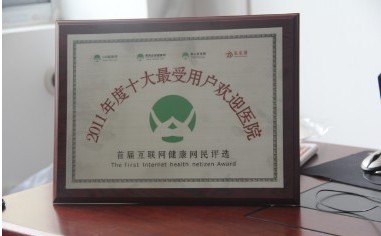 2011年度十大最受用户欢迎医院
首届互联网健康网民评选
The first Internet health netizen Award